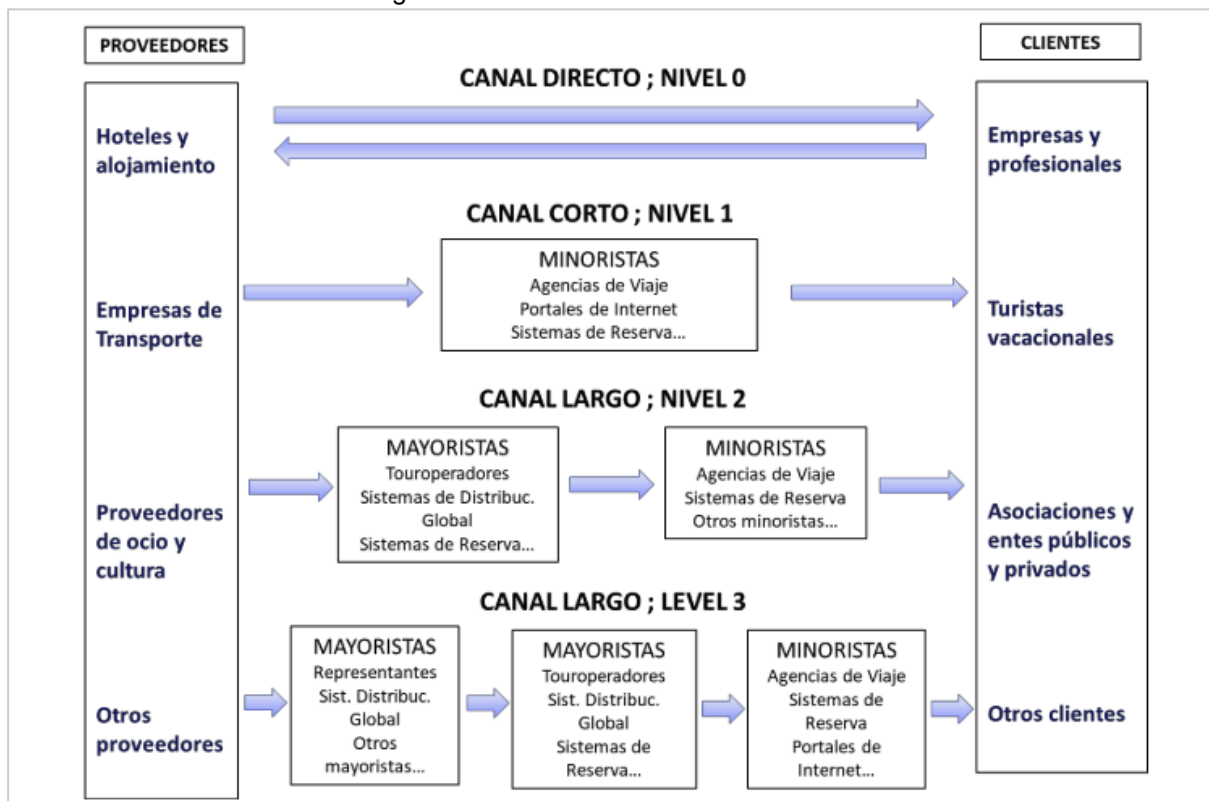 PROVEEDORES
CLIENTES
Hoteles y
alojamiento
Empresas de
Transporte
Proveedores
de ocio y
cultura
Otros
proveedores
CANAL DIRECTO ; NIVEL 0
CANAL CORTO ; NIVEL 1
MINORISTAS
Agencias de Viaje
Portales de Internet
Sistemas de Reserva...
CANAL LARGO ; NIVEL 2
MAYORISTAS
Touroperadores
Sistemas de Distribuc.
Global
Sistemas de Reserva...
MINORISTAS
Agencias de Viaje
Sistemas de Reserva
Otros minoristas...
CANAL LARGO ; LEVEL 3
MAYORISTAS
Representantes
Sist. Distribuc.
Global
Otros
mayoristas...
MAYORISTAS
Touroperadores
Sist. Distribuc.
Global
Sistemas de
Reserva...
MINORISTAS
Agencias de Viaje
Sistemas de
Reserva
Portales de
Internet...
Empresas y
profesionales
Turistas
vacacionales
Asociaciones y
entes públicos
y privados
Otros clientes